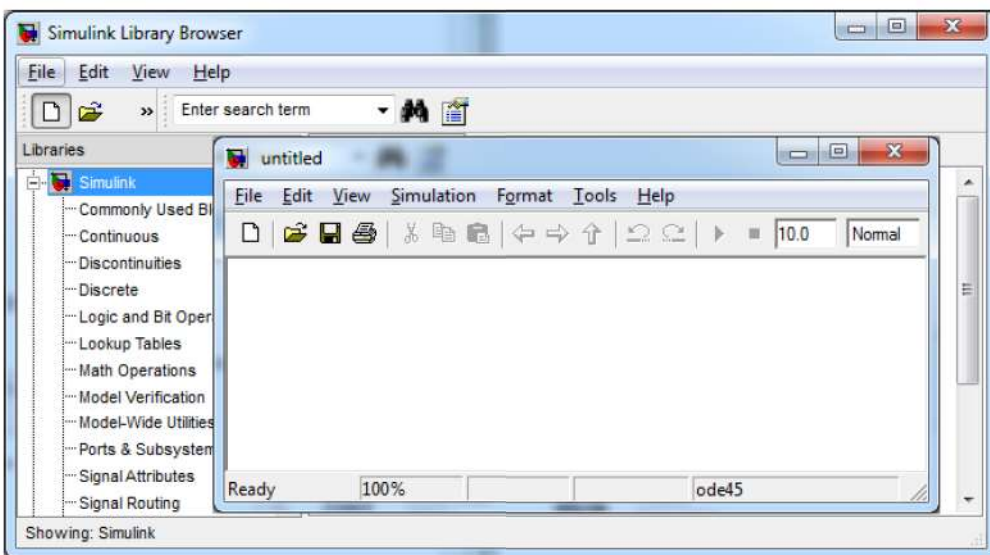 Simulink Library Browser
File Edit View Help
Enter search term
Libraries
Simulink
Commonly Used Bl
Continuous
Discontinuities
Discrete
Logic and Bit Oper
Lookup Tables
Math Operations
Model Verification
Model-Wide Utilities
Ports & Subsystem
Signal Attributes
Signal Routing
Showing: Simulink
untitled
File Edit View Simulation Format Tools Help
10.0 Normal
Ready 100% ode45